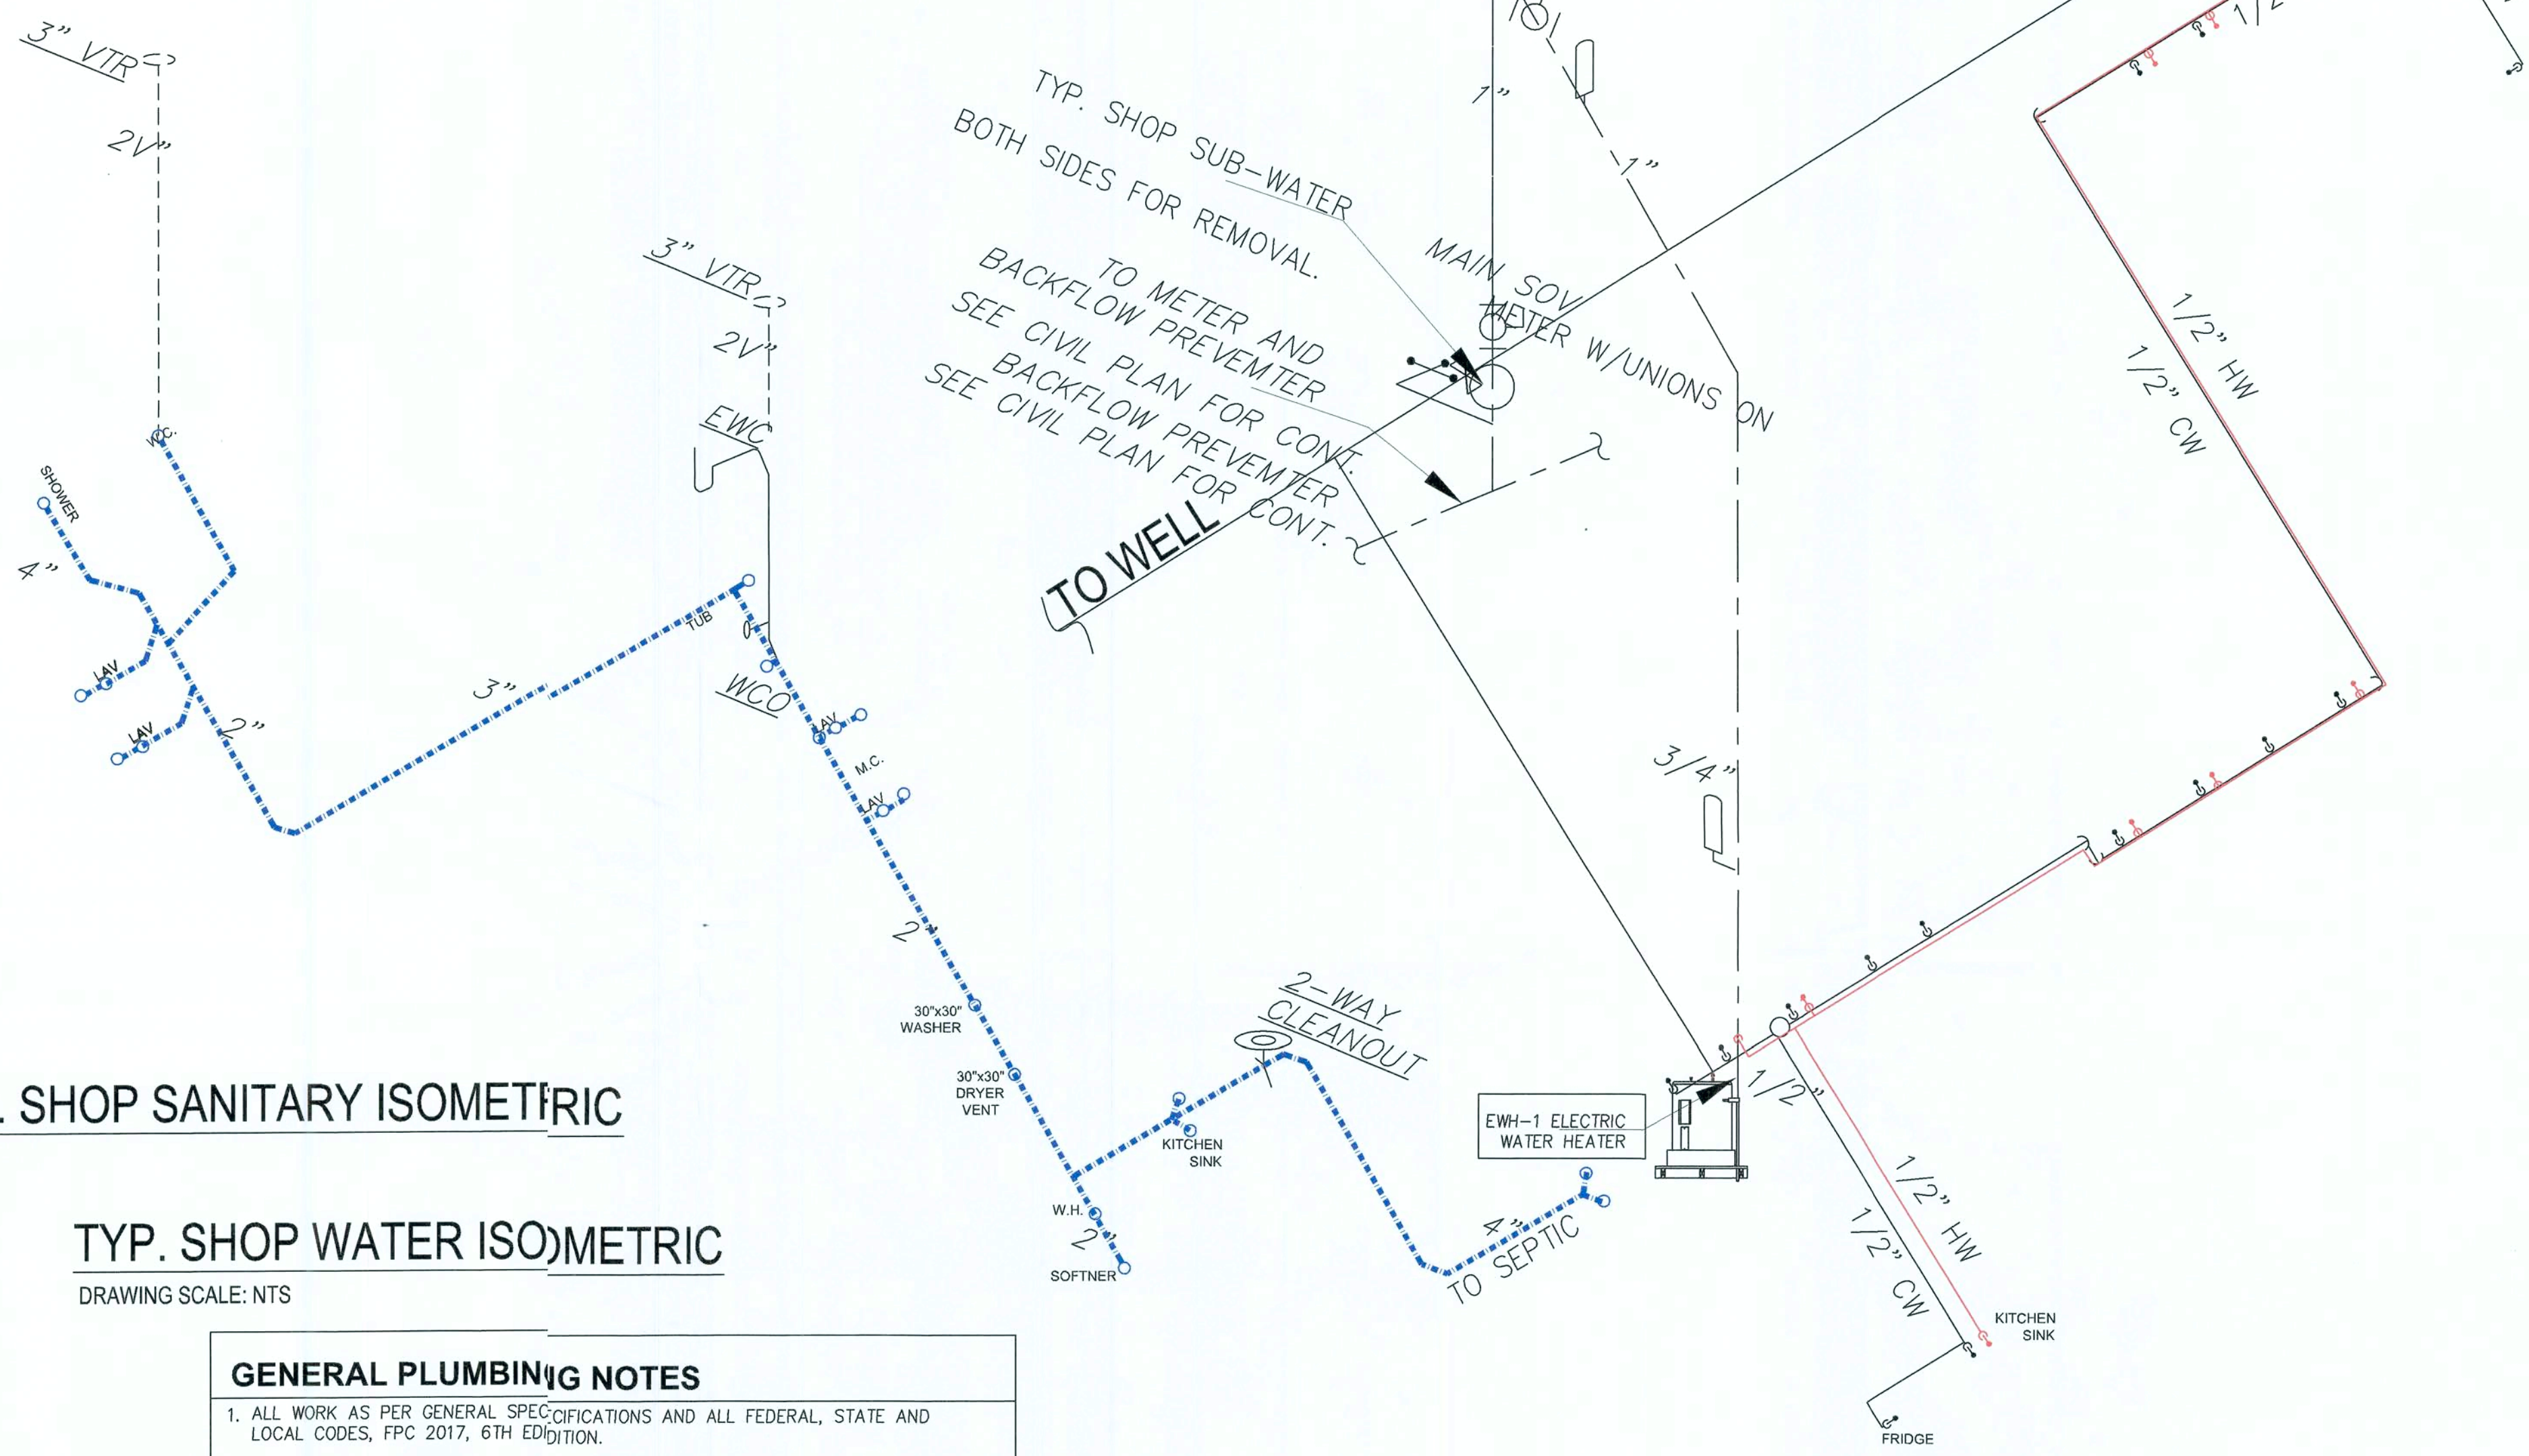 3" VTR
2V"
W.C.
SHOWER
4"
LAV
LAV
2"
3"
3" VTR
2V"
EWC
TUB
WCO
LAV
M.C.
LAV
2"
30"x30"
WASHER
30"x30"
DRYER
VENT
KITCHEN
SINK
W.H.
2"
SOFTNER
2-WAY
CLEANOUT
4"
TO SEPTIC
TYP. SHOP SUB-WATER
BOTH SIDES FOR REMOVAL.
MAIN SOV
METER W/UNIONS ON
TO METER AND
BACKFLOW PREVEMTER
SEE CIVIL PLAN FOR CONT.
BACKFLOW PREVEMTER
SEE CIVIL PLAN FOR CONT.
TO WELL
1"
1"
3/4"
1/2
1/2" HW
1/2" CW
EWH-1 ELECTRIC
WATER HEATER
1/2"
1/2" HW
1/2" CW
KITCHEN
SINK
FRIDGE
. SHOP SANITARY ISOMETRIC
TYP. SHOP WATER ISOMETRIC
DRAWING SCALE: NTS
GENERAL PLUMBING NOTES
1. ALL WORK AS PER GENERAL SPECIFICATIONS AND ALL FEDERAL, STATE AND
LOCAL CODES, FPC 2017, 6TH EDITION.